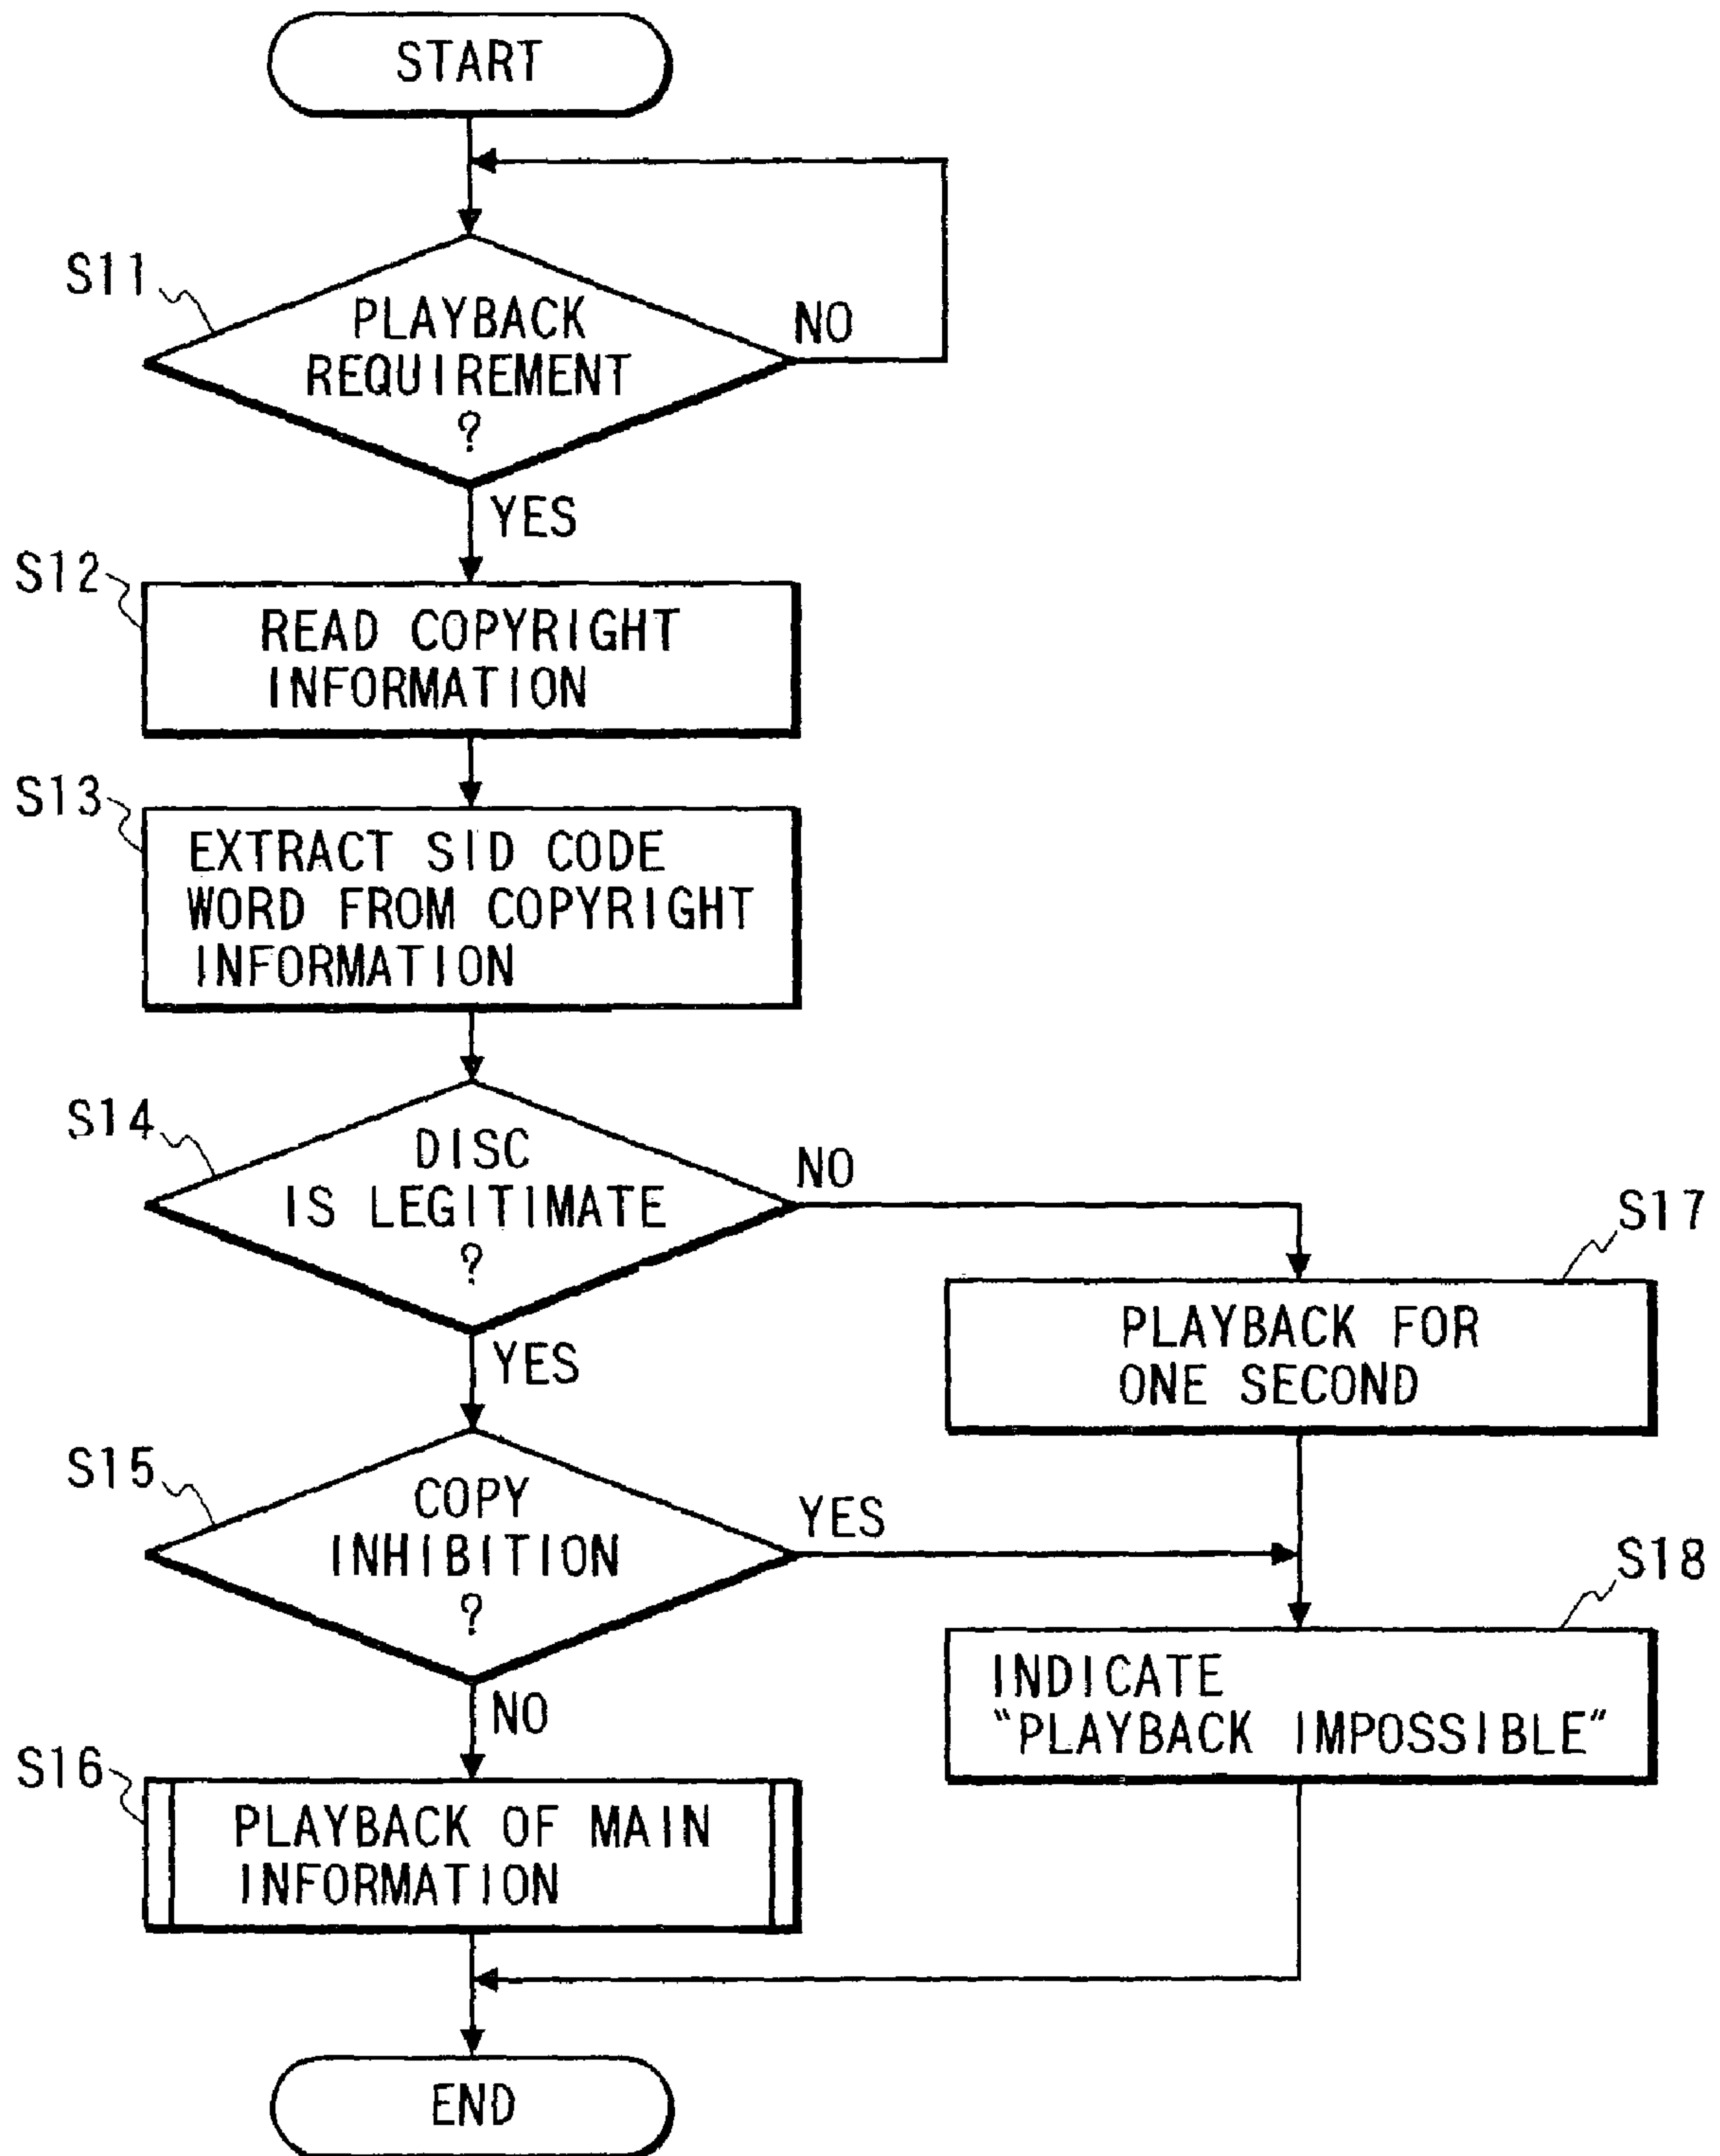 START
S11
PLAYBACK
REQUIREMENT
?
NO
YES
S12
READ COPYRIGHT
INFORMATION
S13
EXTRACT SID CODE
WORD FROM COPYRIGHT
INFORMATION
S14
DISC
IS LEGITIMATE
?
NO
YES
S17
PLAYBACK FOR
ONE SECOND
S15
COPY
INHIBITION
?
YES
NO
S18
INDICATE
"PLAYBACK IMPOSSIBLE"
S16
PLAYBACK OF MAIN
INFORMATION
END